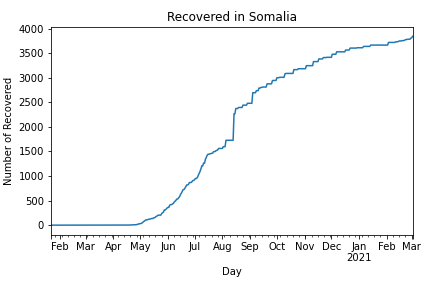 Recovered in Somalia
4000
3500
3000
2500
2000
1500
1000
500
0
Number of Recovered
Feb Mar Apr May Jun Jul Aug Sep Oct Nov Dec Jan Feb Mar
2021
Day